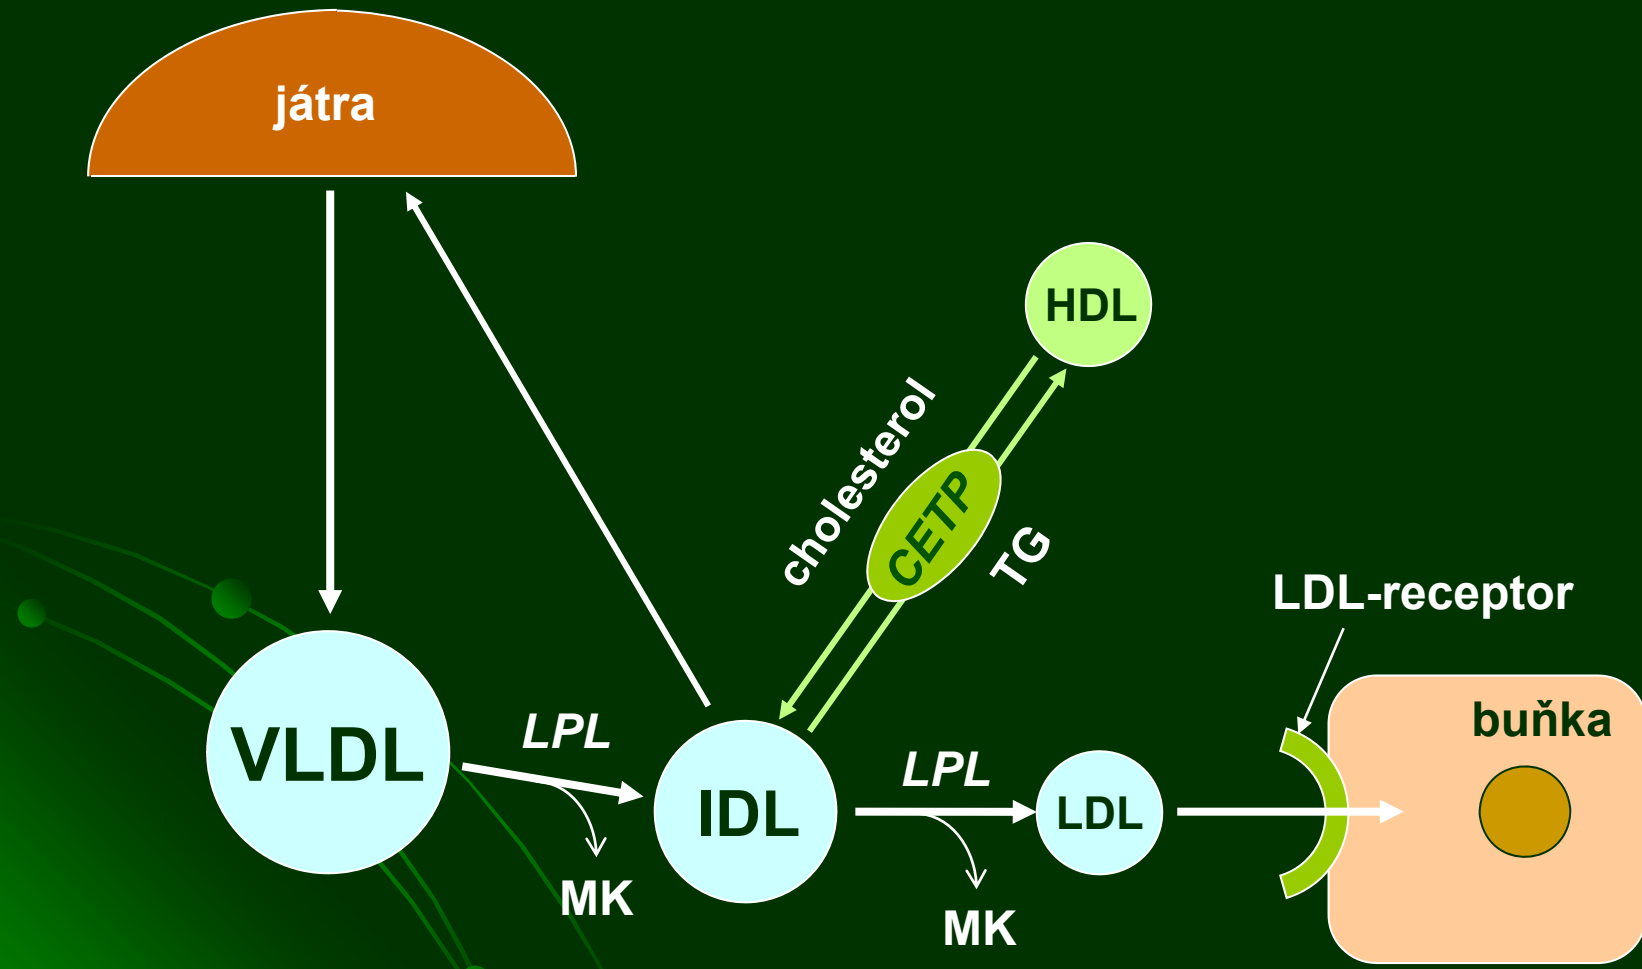 játra
HDL
cholesterol
CETP
TG
LDL-receptor
buňka
VLDL
LPL
IDL
LPL
LDL
MK
MK